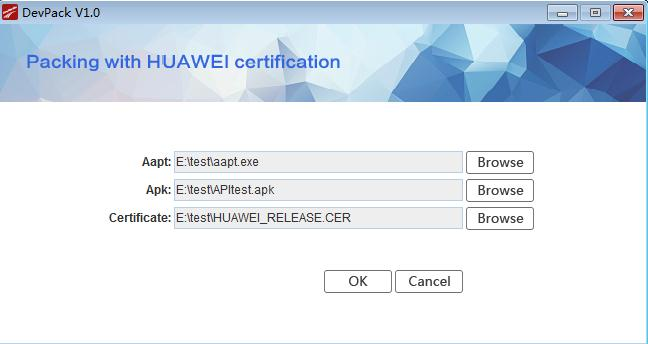 DevPack V1.0
Packing with HUAWEI certification
Aapt: E:\test\aapt.exe Browse
Apk: E:\test\APItest.apk Browse
Certificate: E:\test\HUAWEI_RELEASE.CER Browse
OK Cancel